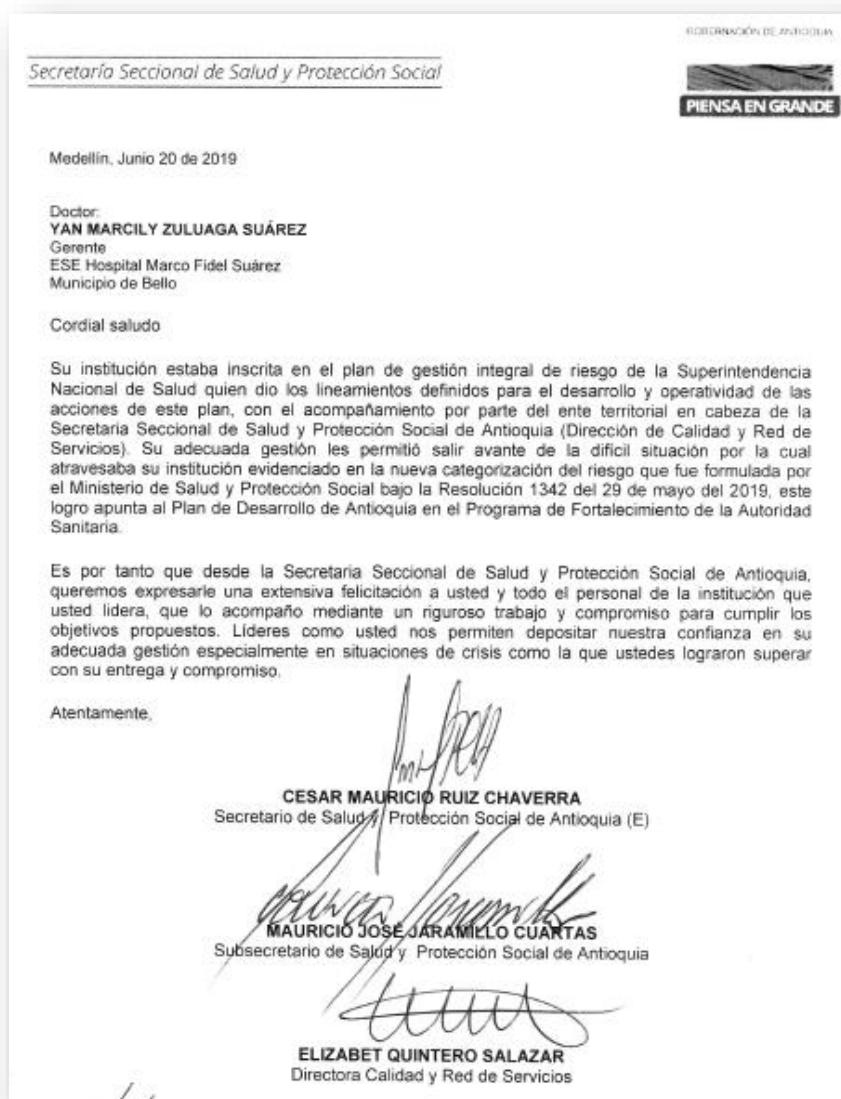 GOBERNACIÓN DE ANTIOQUIA
Secretaría Seccional de Salud y Protección Social
PIENSA EN GRANDE
Medellín, Junio 20 de 2019
Doctor:
YAN MARCILY ZULUAGA SUÁREZ
Gerente
ESE Hospital Marco Fidel Suárez
Municipio de Bello
Cordial saludo
Su institución estaba inscrita en el plan de gestión integral de riesgo de la Superintendencia
Nacional de Salud quien dio los lineamientos definidos para el desarrollo y operatividad de las
acciones de este plan, con el acompañamiento por parte del ente territorial en cabeza de la
Secretaria Seccional de Salud y Protección Social de Antioquia (Dirección de Calidad y Red de
Servicios). Su adecuada gestión les permitió salir avante de la difícil situación por la cual
atravesaba su institución evidenciado en la nueva categorización del riesgo que fue formulada por
el Ministerio de Salud y Protección Social bajo la Resolución 1342 del 29 de mayo del 2019, este
logro apunta al Plan de Desarrollo de Antioquia en el Programa de Fortalecimiento de la Autoridad
Sanitaria.
Es por tanto que desde la Secretaria Seccional de Salud y Protección Social de Antioquia,
queremos expresarle una extensiva felicitación a usted y todo el personal de la institución que
usted lidera, que lo acompaño mediante un riguroso trabajo y compromiso para cumplir los
objetivos propuestos. Líderes como usted nos permiten depositar nuestra confianza en su
adecuada gestión especialmente en situaciones de crisis como la que ustedes lograron superar
con su entrega y compromiso.
Atentamente,
CESAR MAURICIO RUIZ CHAVERRA
Secretario de Salud y Protección Social de Antioquia (E)
MAURICIO JOSÉ JARAMILLO CUARTAS
Subsecretario de Salud y Protección Social de Antioquia
ELIZABET QUINTERO SALAZAR
Directora Calidad y Red de Servicios